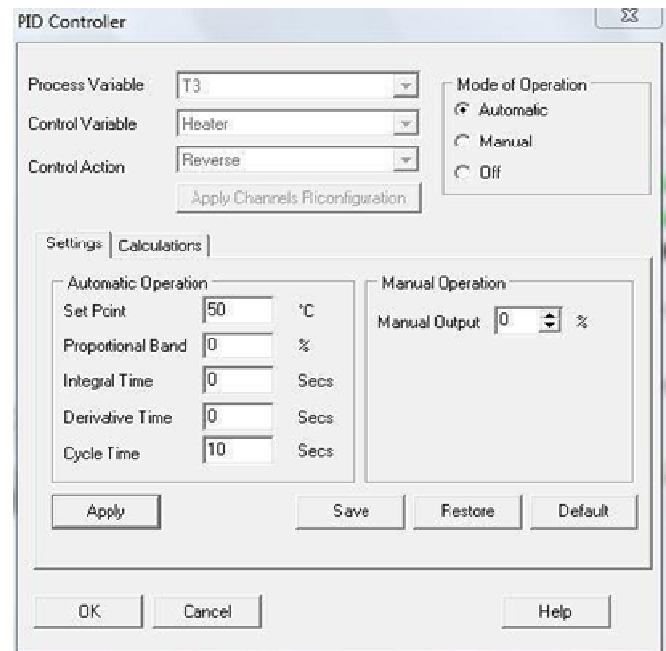 PID Controller
Process Variable T3
Control Variable Heater
Control Action Reverse
Apply Channels Riconfiguration
Mode of Operation
Automatic
Manual
Off
Settings Calculations
Automatic Operation
Set Point 50 °C
Proportional Band 0 %
Integral Time 0 Secs
Derivative Time 0 Secs
Cycle Time 10 Secs
Manual Operation
Manual Output 0 %
Apply Save Restore Default
OK Cancel Help